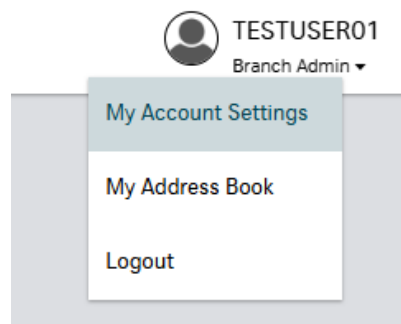 TESTUSER01
Branch Admin
My Account Settings
My Address Book
Logout